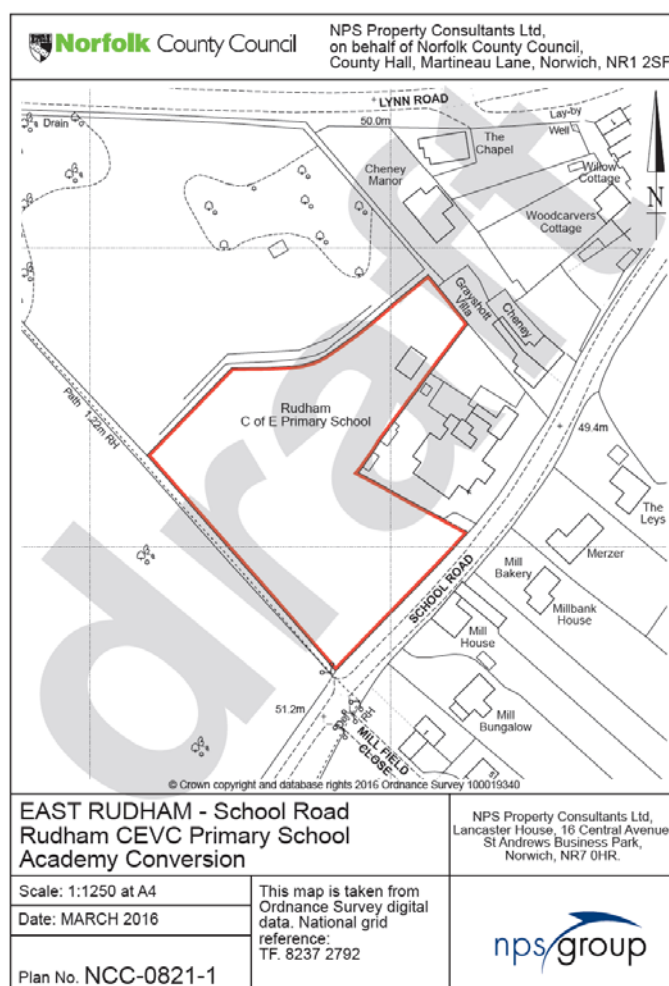 Norfolk County Council
NPS Property Consultants Ltd,
on behalf of Norfolk County Council,
County Hall, Martineau Lane, Norwich, NR1 2SF
LYNN ROAD
50.0m
Lay-by
Drain
The
Chapel
Well
Cheney
Manor
Willow
Cottage
N
Woodcarvers
Cottage
Grayshott
Villa
Cheney
Rudham
C of E Primary School
Path 1.22m RH
49.4m
The
Leys
Merzer
Mill
Bakery
Millbank
House
SCHOOL ROAD
Mill
House
51.2m
RH
Mill
Bungalow
MILL FIELD
CLOSE
draft
© Crown copyright and database rights 2016 Ordnance Survey 100019340
EAST RUDHAM - School Road
Rudham CEVC Primary School
Academy Conversion
NPS Property Consultants Ltd,
Lancaster House, 16 Central Avenue,
St Andrews Business Park,
Norwich, NR7 0HR.
Scale: 1:1250 at A4
Date: MARCH 2016
Plan No. NCC-0821-1
This map is taken from
Ordnance Survey digital
data. National grid
reference:
TF. 8237 2792
nps group